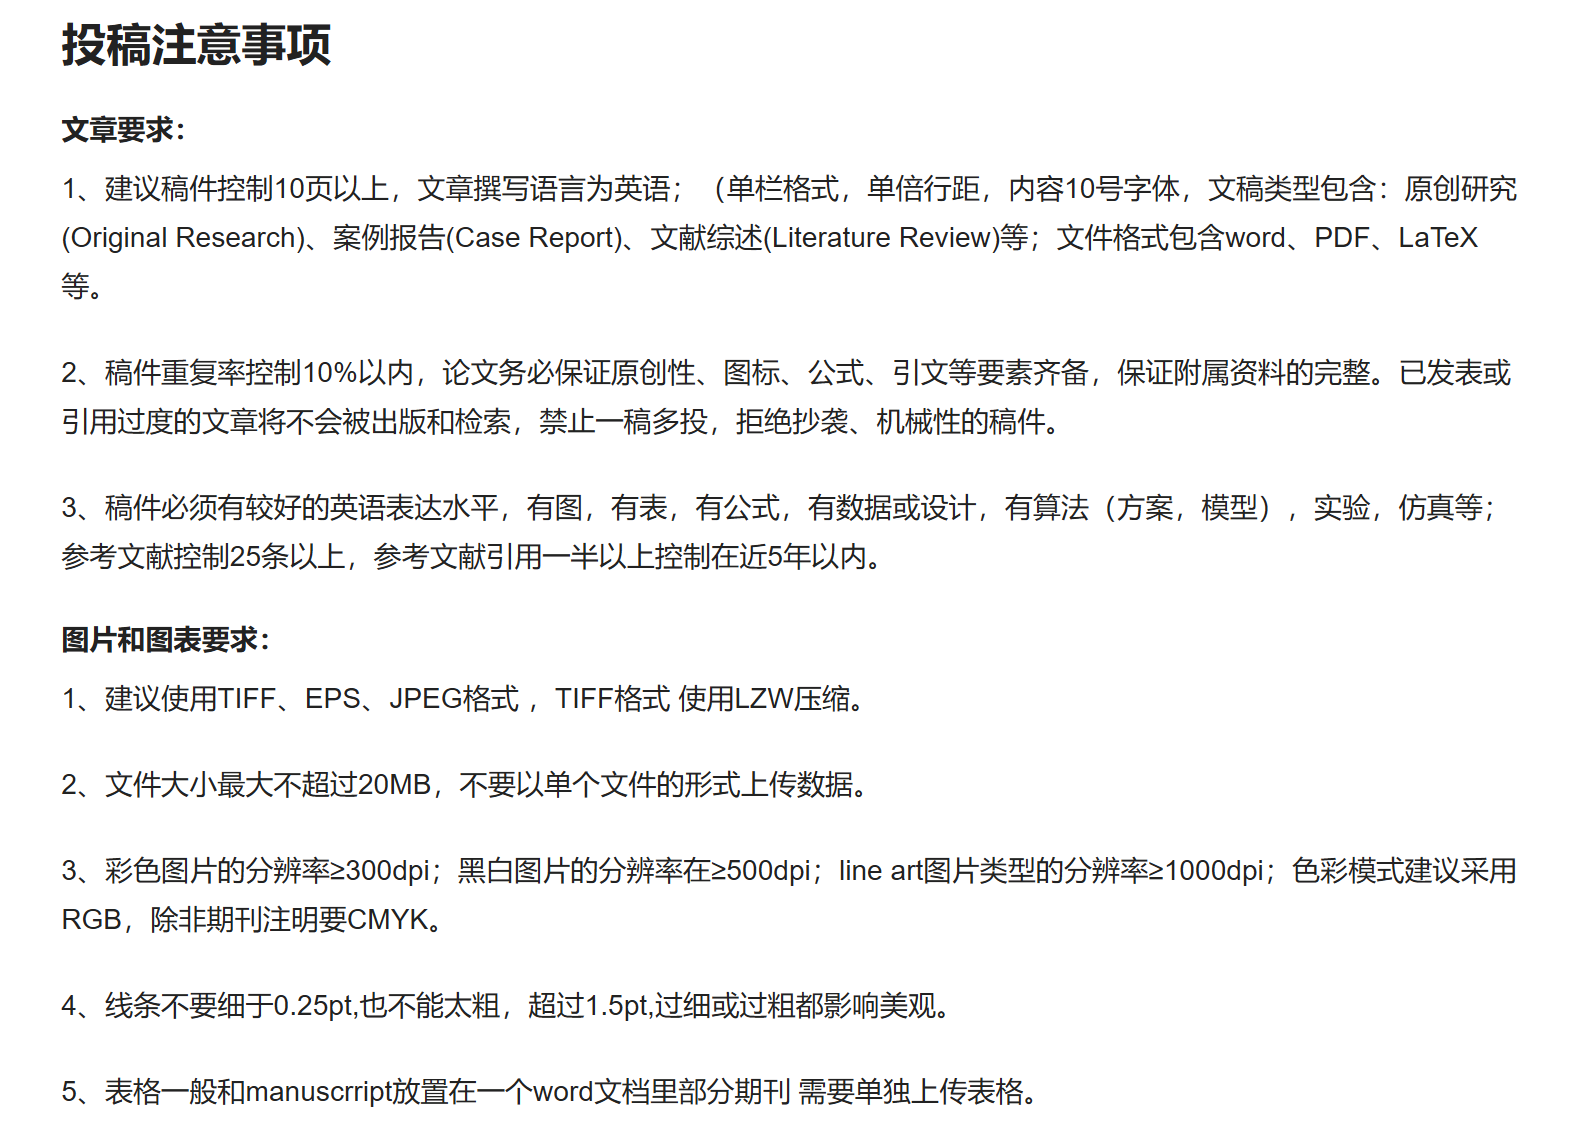 投稿注意事项
文章要求：
1、建议稿件控制10页以上，文章撰写语言为英语；（单栏格式，单倍行距，内容10号字体，文稿类型包含：原创研究
(Original Research)、案例报告(Case Report)、文献综述(Literature Review)等；文件格式包含word、PDF、LaTeX
等。
2、稿件重复率控制10%以内，论文务必保证原创性、图标、公式、引文等要素齐备，保证附属资料的完整。已发表或
引用过度的文章将不会被出版和检索，禁止一稿多投，拒绝抄袭、机械性的稿件。
3、稿件必须有较好的英语表达水平，有图，有表，有公式，有数据或设计，有算法（方案，模型），实验，仿真等；
参考文献控制25条以上，参考文献引用一半以上控制在近5年以内。
图片和图表要求：
1、建议使用TIFF、EPS、JPEG格式 ，TIFF格式 使用LZW压缩。
2、文件大小最大不超过20MB，不要以单个文件的形式上传数据。
3、彩色图片的分辨率≥300dpi；黑白图片的分辨率在≥500dpi；line art图片类型的分辨率≥1000dpi；色彩模式建议采用
RGB，除非期刊注明要CMYK。
4、线条不要细于0.25pt,也不能太粗，超过1.5pt,过细或过粗都影响美观。
5、表格一般和manuscrript放置在一个word文档里部分期刊 需要单独上传表格。